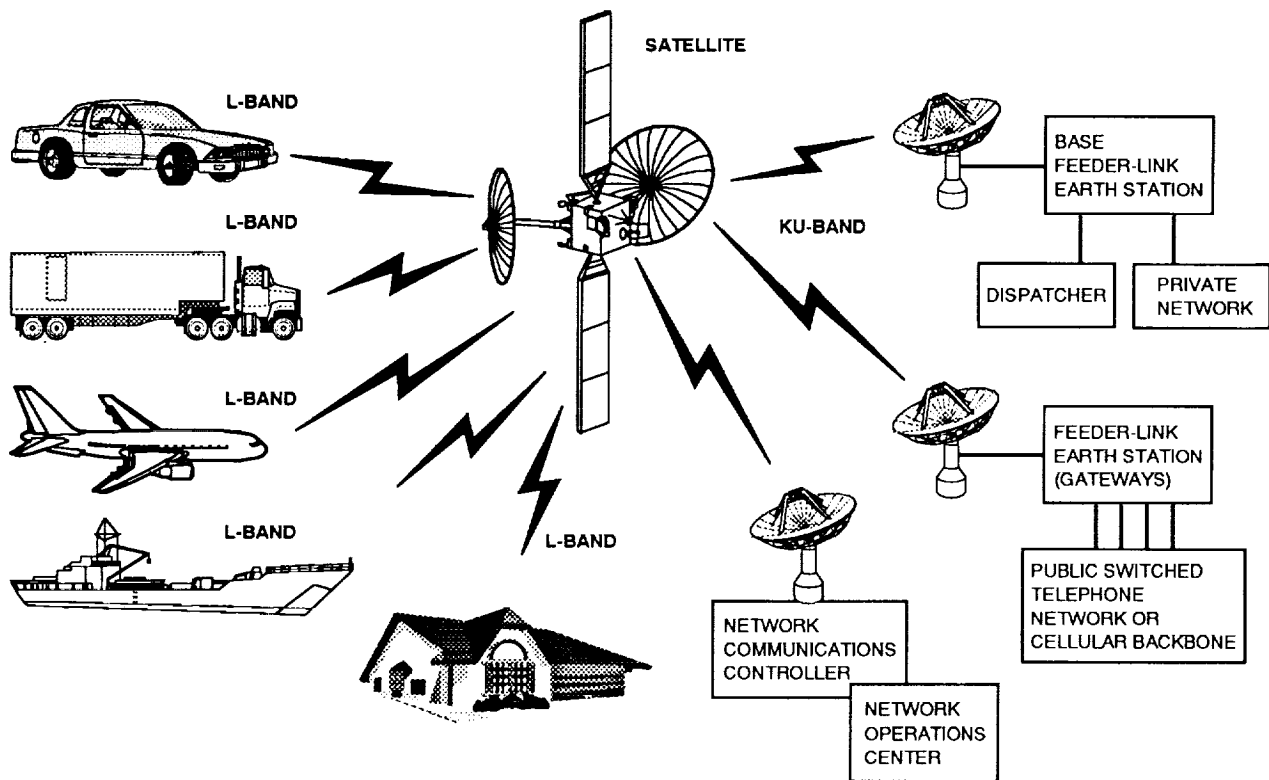 SATELLITE
L-BAND
L-BAND
L-BAND
L-BAND
L-BAND
KU-BAND
BASE
FEEDER-LINK
EARTH STATION
DISPATCHER
PRIVATE
NETWORK
FEEDER-LINK
EARTH STATION
(GATEWAYS)
PUBLIC SWITCHED
TELEPHONE
NETWORK OR
CELLULAR BACKBONE
NETWORK
COMMUNICATIONS
CONTROLLER
NETWORK
OPERATIONS
CENTER